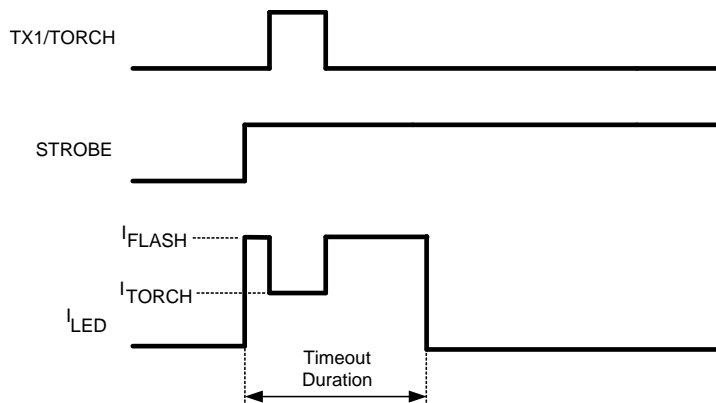 TX1/TORCH
STROBE
IFLASH
ITORCH
ILED
Timeout
Duration